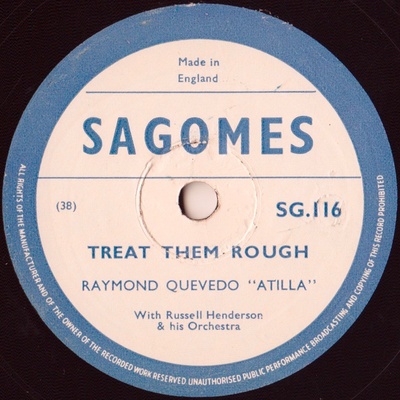 Made in
England
SAGOMES
(38)
SG.116
TREAT THEM ROUGH
RAYMOND QUEVEDO "ATILLA"
With Russell Henderson
& his Orchestra
ALL RIGHTS OF THE MANUFACTURER AND OF THE OWNER OF THE RECORDED WORK RESERVED UNAUTHORISED PUBLIC PERFORMANCE BROADCASTING AND COPYING OF THIS RECORD PROHIBITED